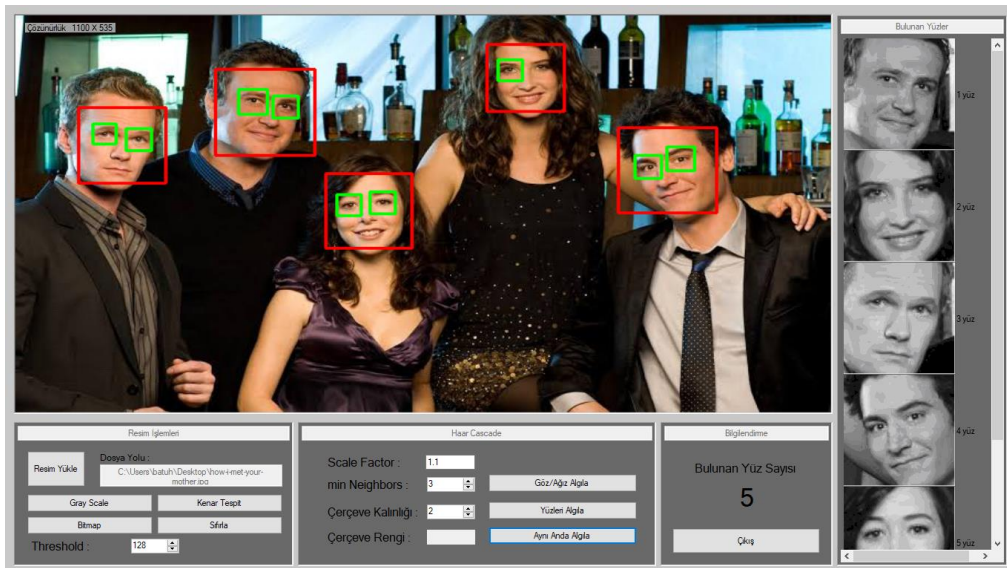 Çözünürlük 1100 X 535
Bulunan Yüzler
1 yüz
2 yüz
3 yüz
4 yüz
5 yüz
Resim İşlemleri
Resim Yükle
Dosya Yolu :
C:\Users\batuh\Desktop\how-i-met-your-
mother.jpg
Gray Scale
Kenar Tespit
Bitmap
Sıfırla
Threshold :
128
Haar Cascade
Scale Factor :
1.1
min Neighbors :
3
Göz/Ağız Algıla
Çerçeve Kalınlığı :
2
Yüzleri Algıla
Çerçeve Rengi :
Aynı Anda Algıla
Bilgilendirme
Bulunan Yüz Sayısı
5
Çıkış